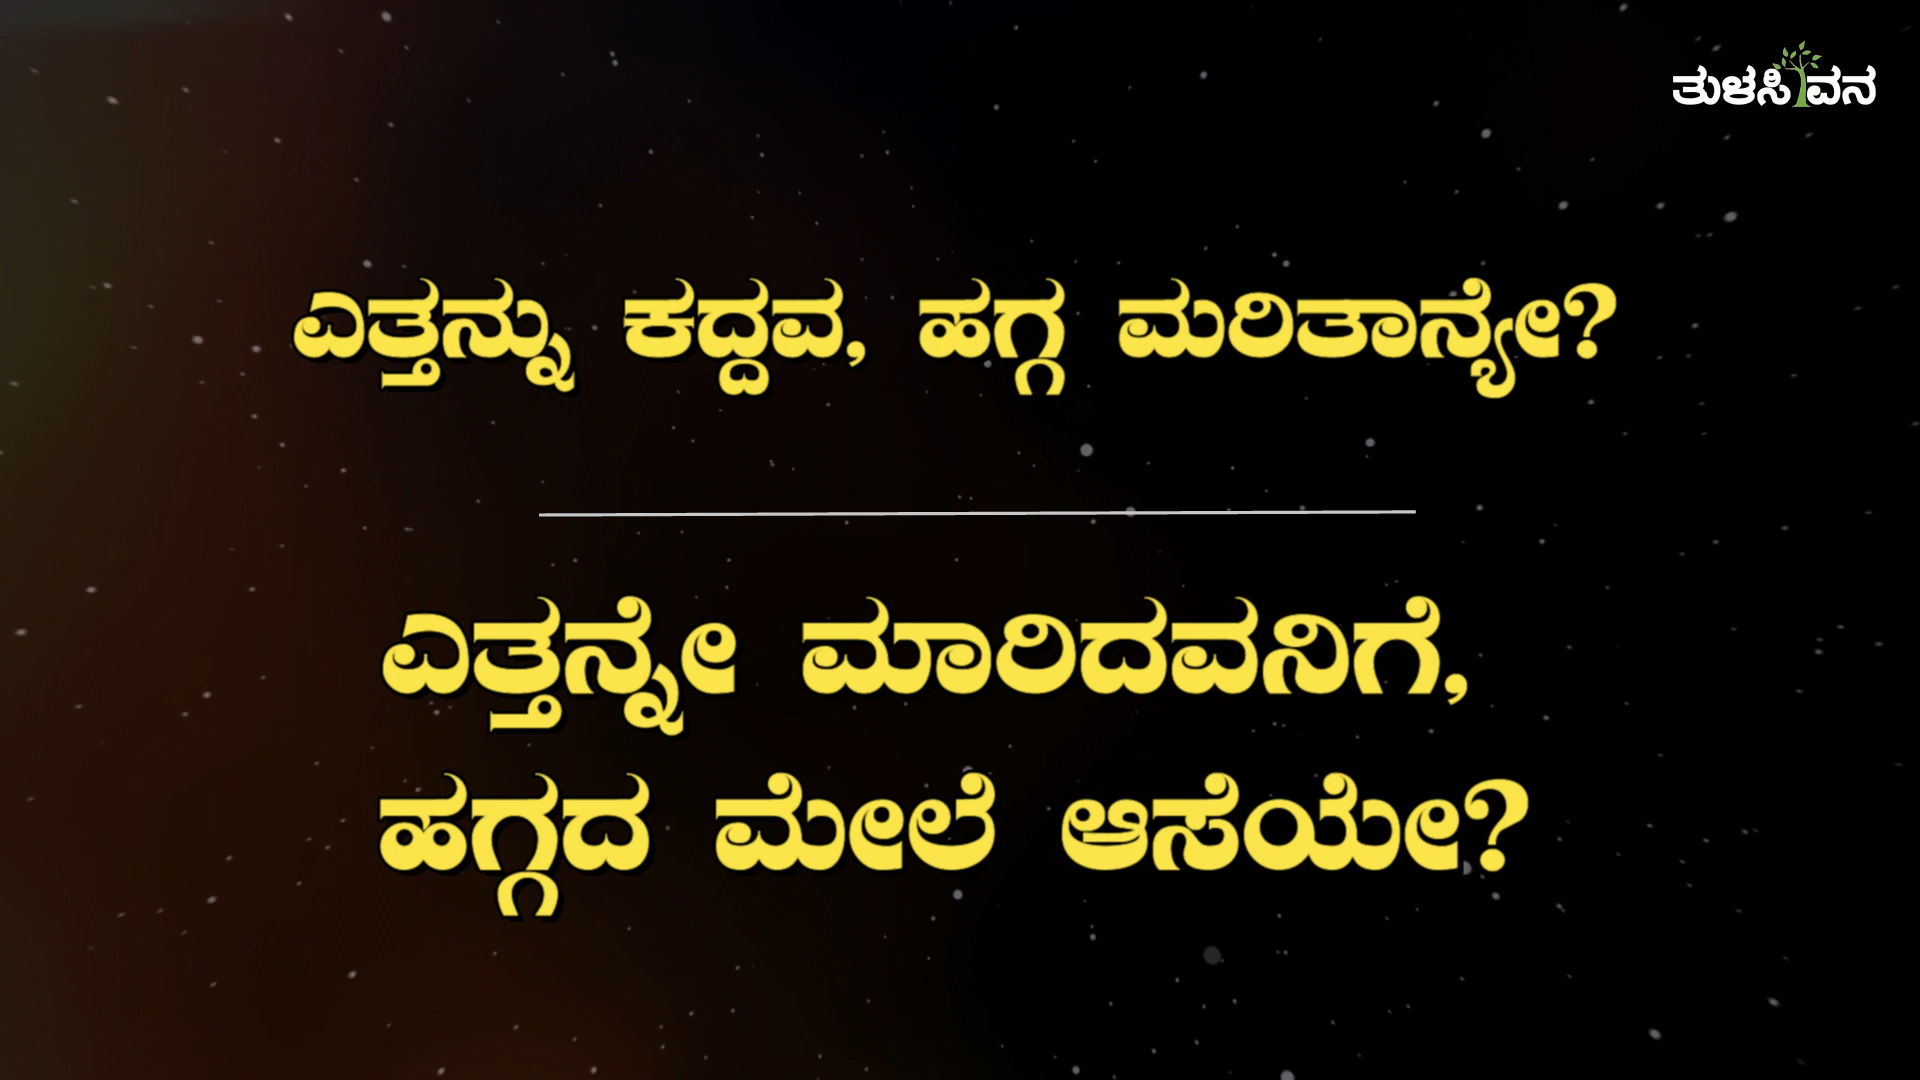 ತುಳಸಿವನ
ಎತ್ತನ್ನು ಕದ್ದವ, ಹಗ್ಗ ಮರಿತಾನ್ಯೇ?
ಎತ್ತನ್ನೇ ಮಾರಿದವನಿಗೆ,
ಹಗ್ಗದ ಮೇಲೆ ಆಸೆಯೇ?